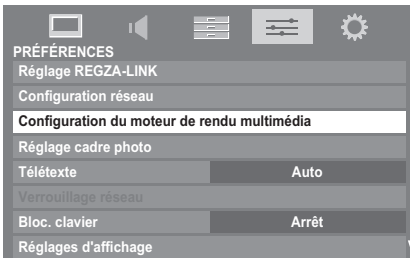 PRÉFÉRENCES
Réglage REGZA-LINK
Configuration réseau
Configuration du moteur de rendu multimédia
Réglage cadre photo
Télétexte Auto
Verrouillage réseau
Bloc. clavier Arrêt
Réglages d'affichage